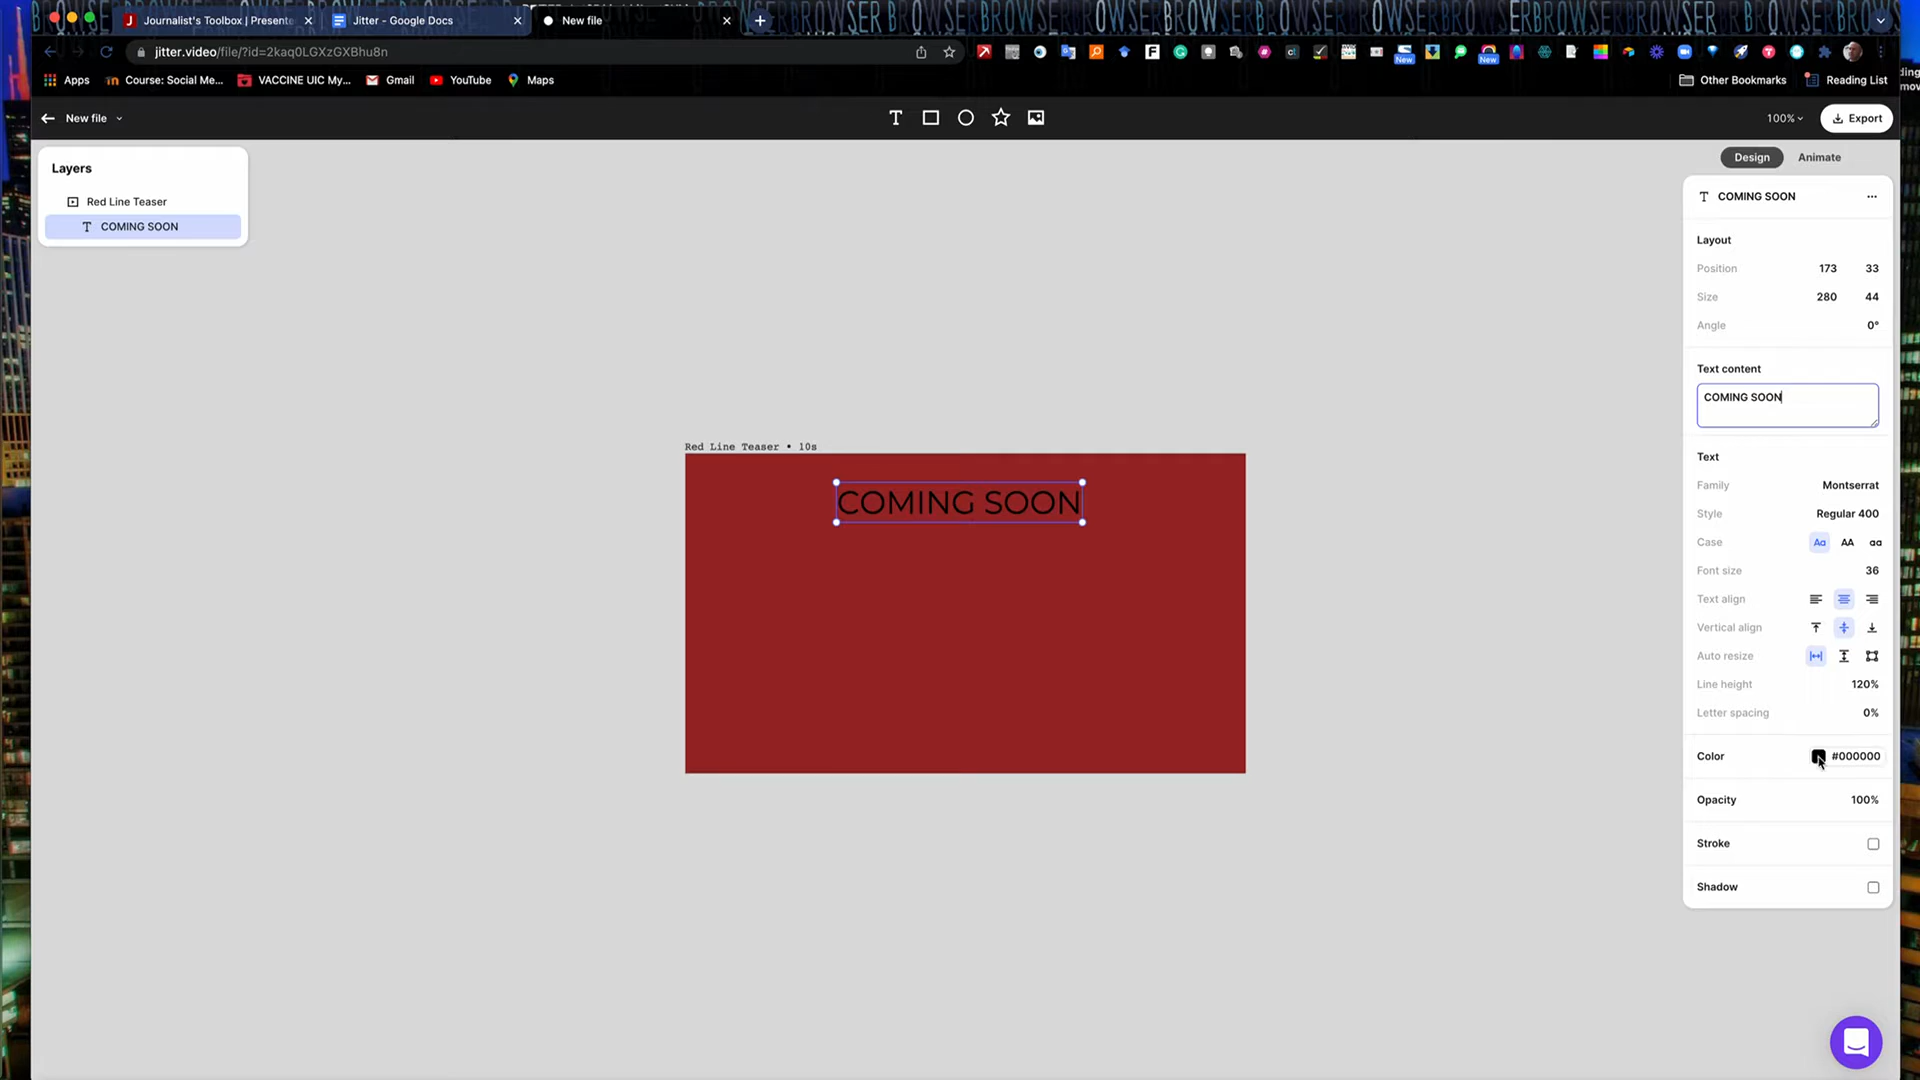 BROWSER
Journalist's Toolbox | Presente
Jitter - Google Docs
New file
jitter.video/file/?id=2kaq0LGXzGXBhu8n
New
New
Apps
Course: Social Me...
VACCINE UIC My...
Gmail
YouTube
Maps
Other Bookmarks
Reading List
New file
100%
Export
Layers
Red Line Teaser
COMING SOON
Design
Animate
COMING SOON
Layout
Position 173 33
Size 280 44
Angle 0°
Text content
COMING SOON
Red Line Teaser • 10s
COMING SOON
Text
Family Montserrat
Style Regular 400
Case Aa AA aa
Font size 36
Text align
Vertical align
Auto resize
Line height 120%
Letter spacing 0%
Color #000000
Opacity 100%
Stroke
Shadow